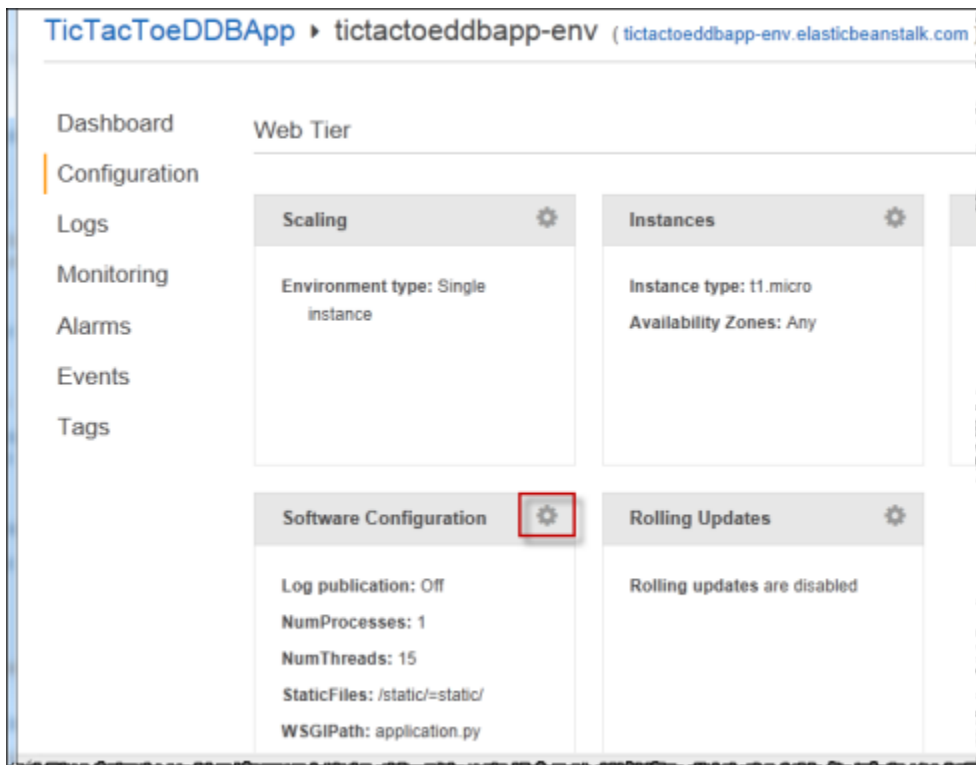 TicTacToeDDBApp ▸ tictactoeddbapp-env ( tictactoeddbapp-env.elasticbeanstalk.com
Dashboard
Configuration
Logs
Monitoring
Alarms
Events
Tags
Web Tier
Scaling
Environment type: Single
instance
Instances
Instance type: t1.micro
Availability Zones: Any
Software Configuration
Log publication: Off
NumProcesses: 1
NumThreads: 15
StaticFiles: /static/=static/
WSGIPath: application.py
Rolling Updates
Rolling updates are disabled